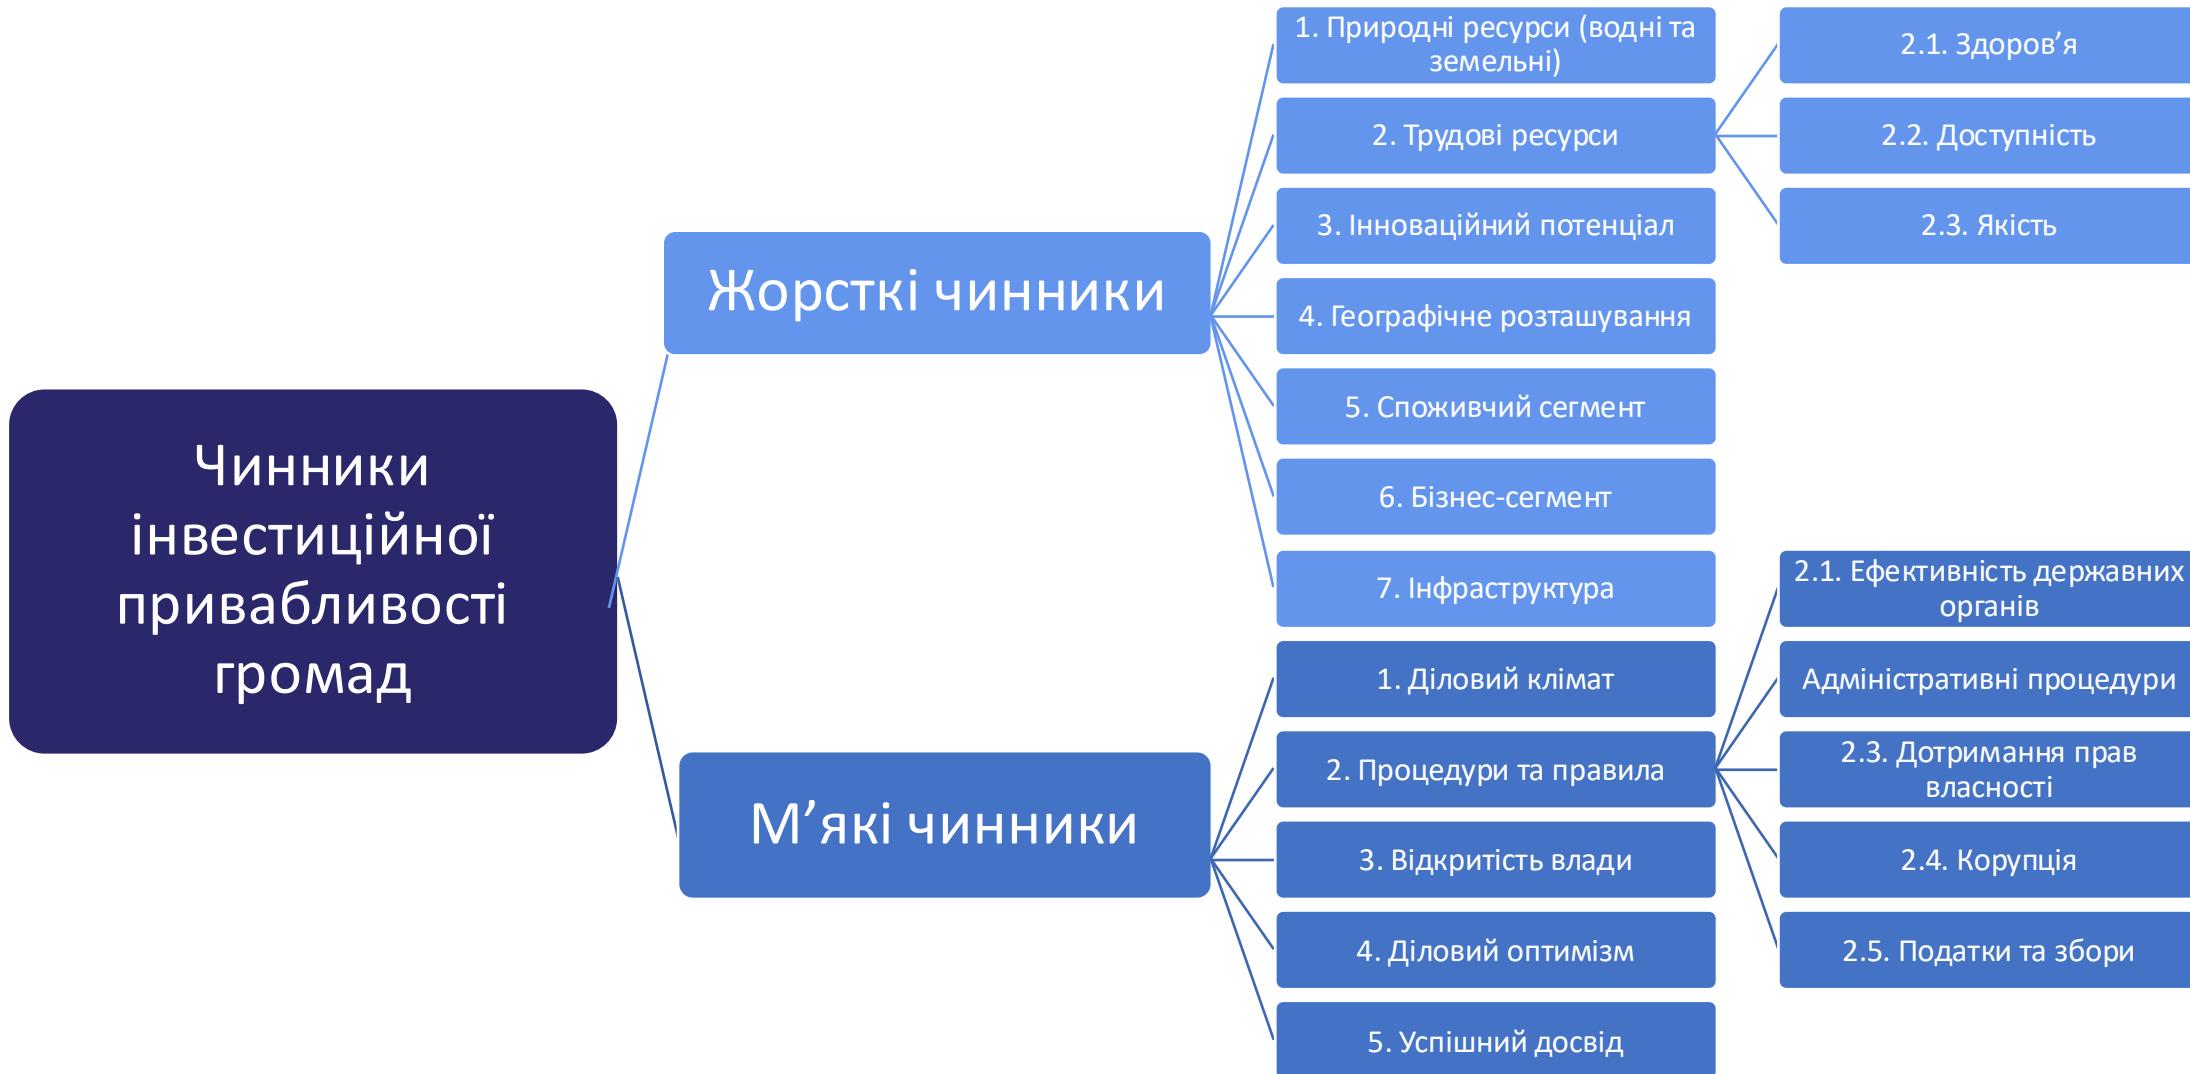 Чинники
інвестиційної
привабливості
громад
Жорсткі чинники
1. Природні ресурси (водні та
земельні)
2. Трудові ресурси
2.1. Здоров’я
2.2. Доступність
2.3. Якість
3. Інноваційний потенціал
4. Географічне розташування
5. Споживчий сегмент
6. Бізнес-сегмент
7. Інфраструктура
М’які чинники
1. Діловий клімат
2. Процедури та правила
2.1. Ефективність державних
органів
Адміністративні процедури
2.3. Дотримання прав
власності
2.4. Корупція
2.5. Податки та збори
3. Відкритість влади
4. Діловий оптимізм
5. Успішний досвід